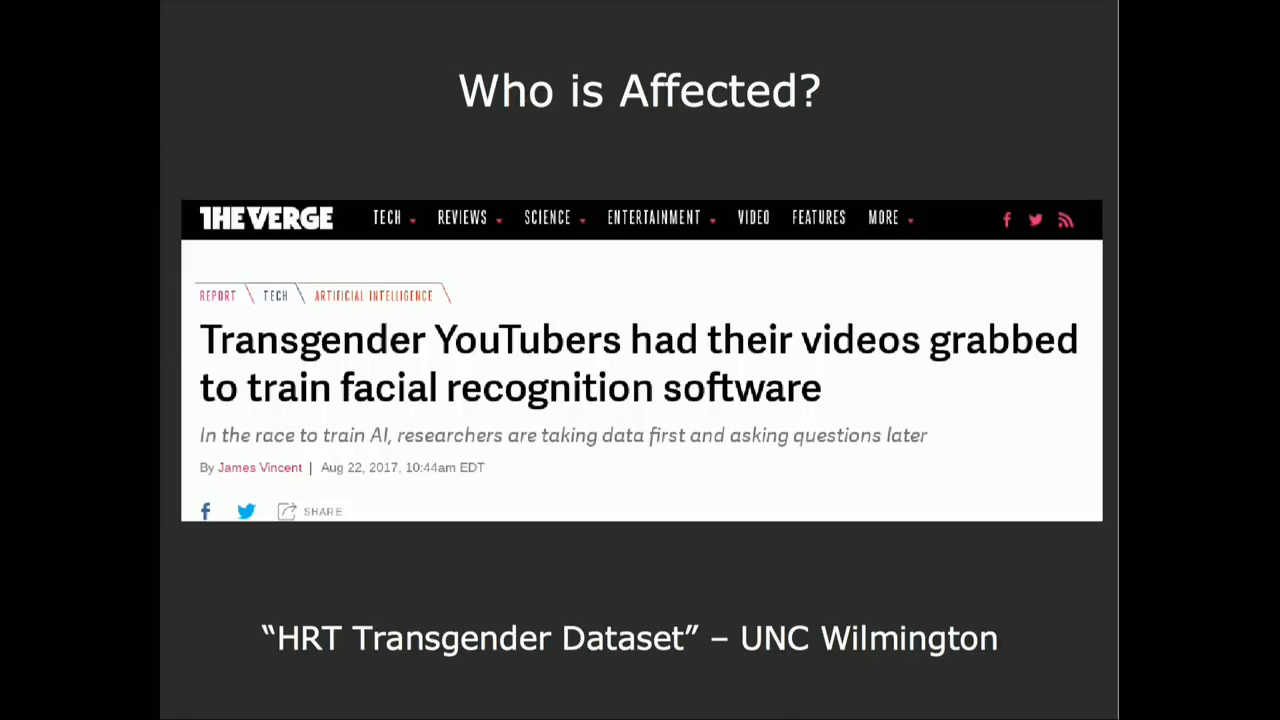 Who is Affected?
THE VERGE TECH REVIEWS SCIENCE ENTERTAINMENT VIDEO FEATURES MORE
REPORT TECH ARTIFICIAL INTELLIGENCE
Transgender YouTubers had their videos grabbed
to train facial recognition software
In the race to train AI, researchers are taking data first and asking questions later
By James Vincent | Aug 22, 2017, 10:44am EDT
SHARE
“HRT Transgender Dataset” – UNC Wilmington